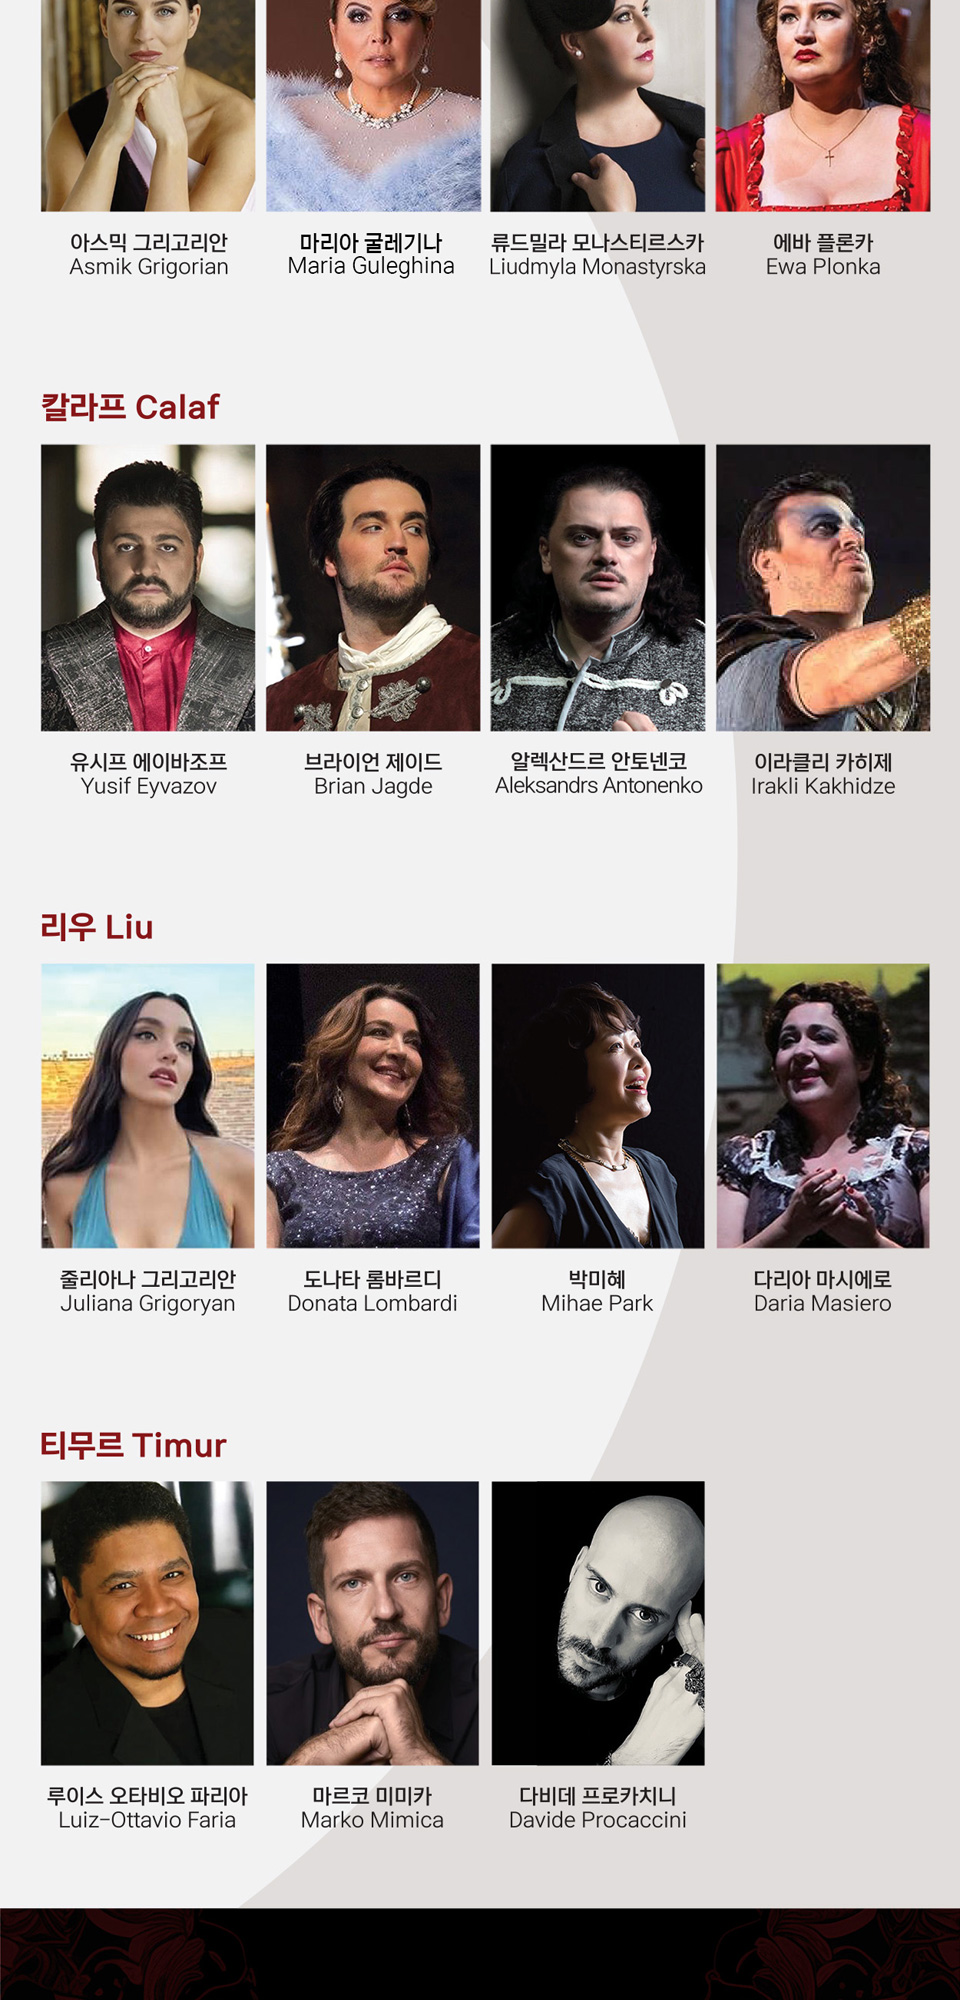 아스믹 그리고리안
Asmik Grigorian
마리아 굴레기나
Maria Guleghina
류드밀라 모나스티르스카
Liudmyla Monastyrska
에바 플론카
Ewa Plonka
칼라프 Calaf
유시프 에이바조프
Yusif Eyvazov
브라이언 제이드
Brian Jagde
알렉산드르 안토넨코
Aleksandrs Antonenko
이라클리 카히제
Irakli Kakhidze
리우 Liu
줄리아나 그리고리안
Juliana Grigoryan
도나타 롬바르디
Donata Lombardi
박미혜
Mihae Park
다리아 마시에로
Daria Masiero
티무르 Timur
루이스 오타비오 파리아
Luiz-Ottavio Faria
마르코 미미카
Marko Mimica
다비데 프로카치니
Davide Procaccini